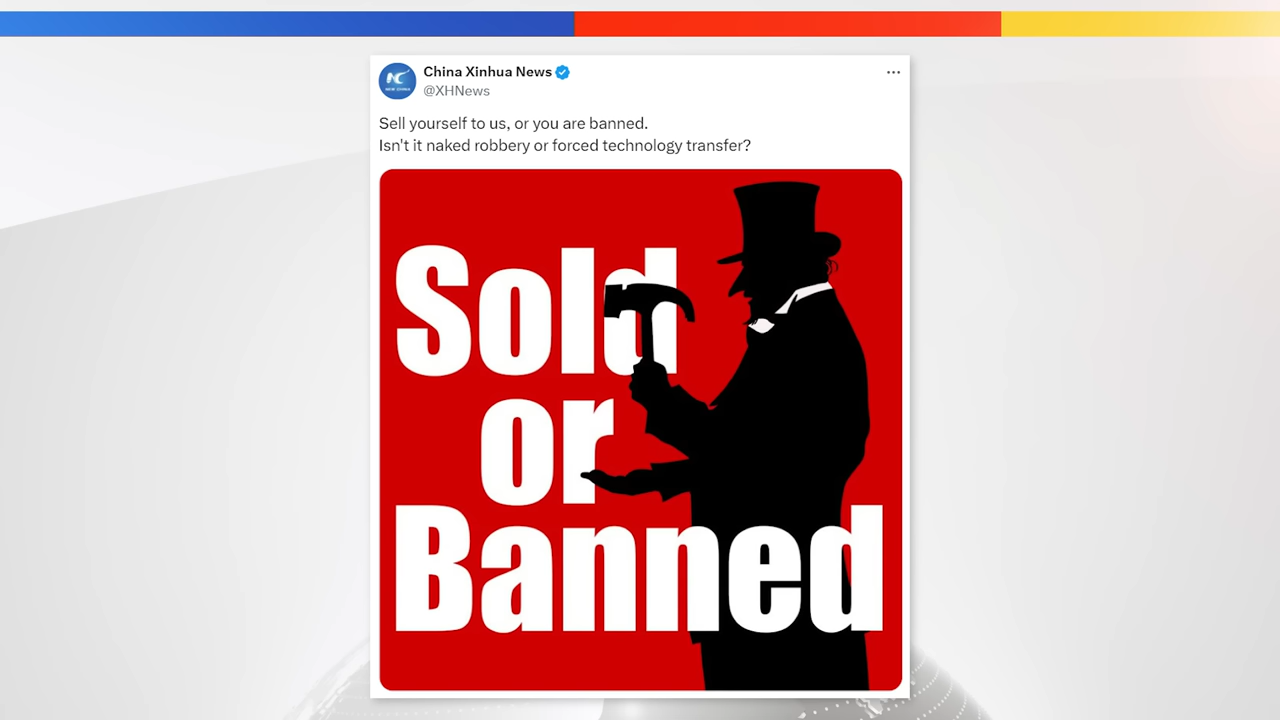 China Xinhua News
@XHNews
Sell yourself to us, or you are banned.
Isn't it naked robbery or forced technology transfer?
Sold
or
Banned